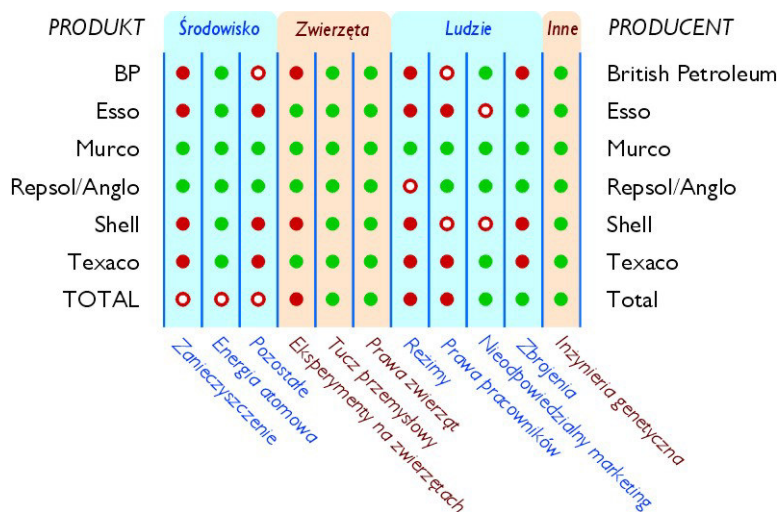 PRODUKT Środowisko Zwierzęta Ludzie Inne PRODUCENT
BP British Petroleum
Esso Esso
Murco Murco
Repsol/Anglo Repsol/Anglo
Shell Shell
Texaco Texaco
TOTAL Total
Zanieczyszczenie
Energia atomowa
Pozostałe
Eksperymenty na zwierzętach
Tucz przemysłowy
Prawa zwierząt
Reżimy
Prawa pracowników
Nieodpowiedzialny marketing
Zbrojenia
Inżynieria genetyczna